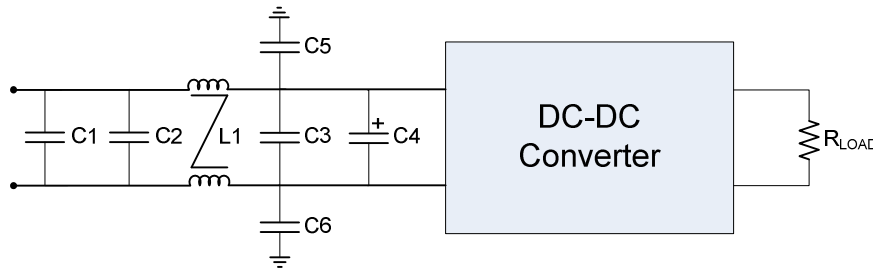 C5
C1
C2
L1
C3
+
C4
DC-DC
Converter
RLOAD
C6